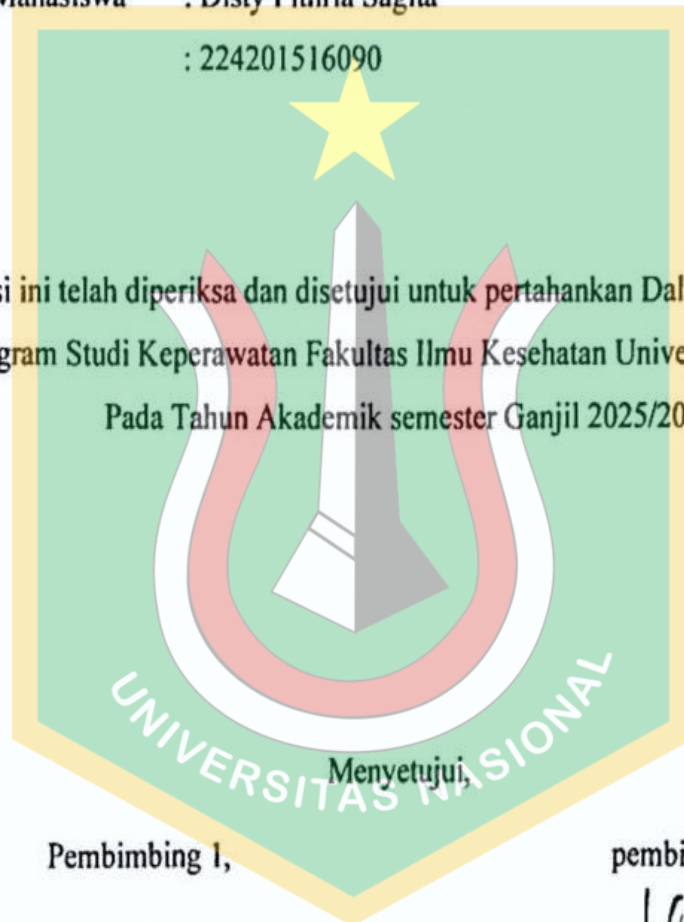 : 224201516090
si ini telah diperiksa dan disetujui untuk pertahankan Dal
gram Studi Keperawatan Fakultas Ilmu Kesehatan Unive
Pada Tahun Akademik semester Ganjil 2025/20
UNIVERSITAS NASIONAL
Menyetujui,
Pembimbing 1,
pembi